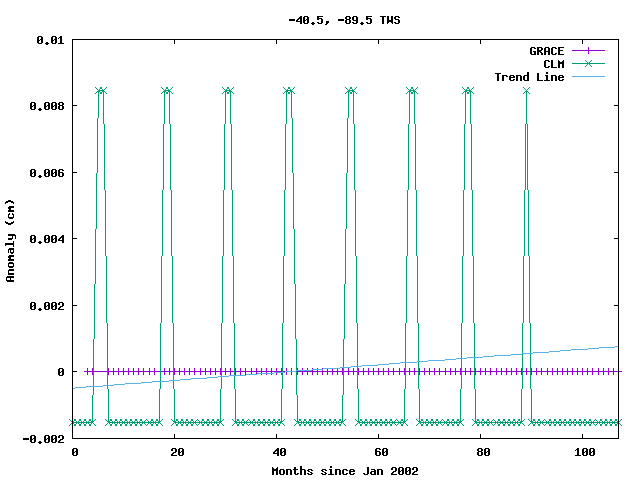 -40.5, -89.5 TWS
GRACE
CLM
Trend Line
0.01
0.008
0.006
0.004
0.002
0
-0.002
Anomaly (cm)
0 20 40 60 80 100
Months since Jan 2002